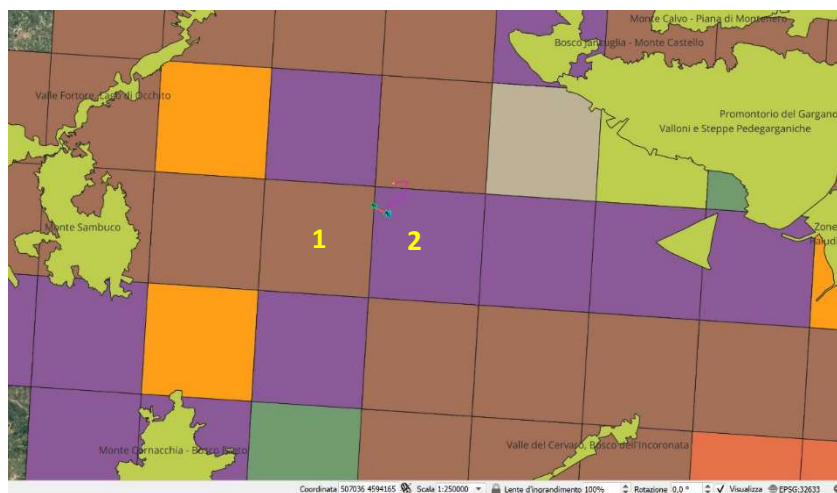 Monte Calvo - Piana di Montenero
Bosco Jancuglia - Monte Castello
Valle Fortore, Lago di Occhito
Promontorio del Gargano
Valloni e Steppe Pedegarganiche
Monte Sambuco
1
2
Zone
Paludi
Monte Cornacchia - Bosco Faeto
Valle del Cervaro, Bosco dell'Incoronata
Coordinata 507036 4594165 Scala 1:250000 Lente d'ingrandimento 100% Rotazione 0,0 ° Visualizza EPSG:32633